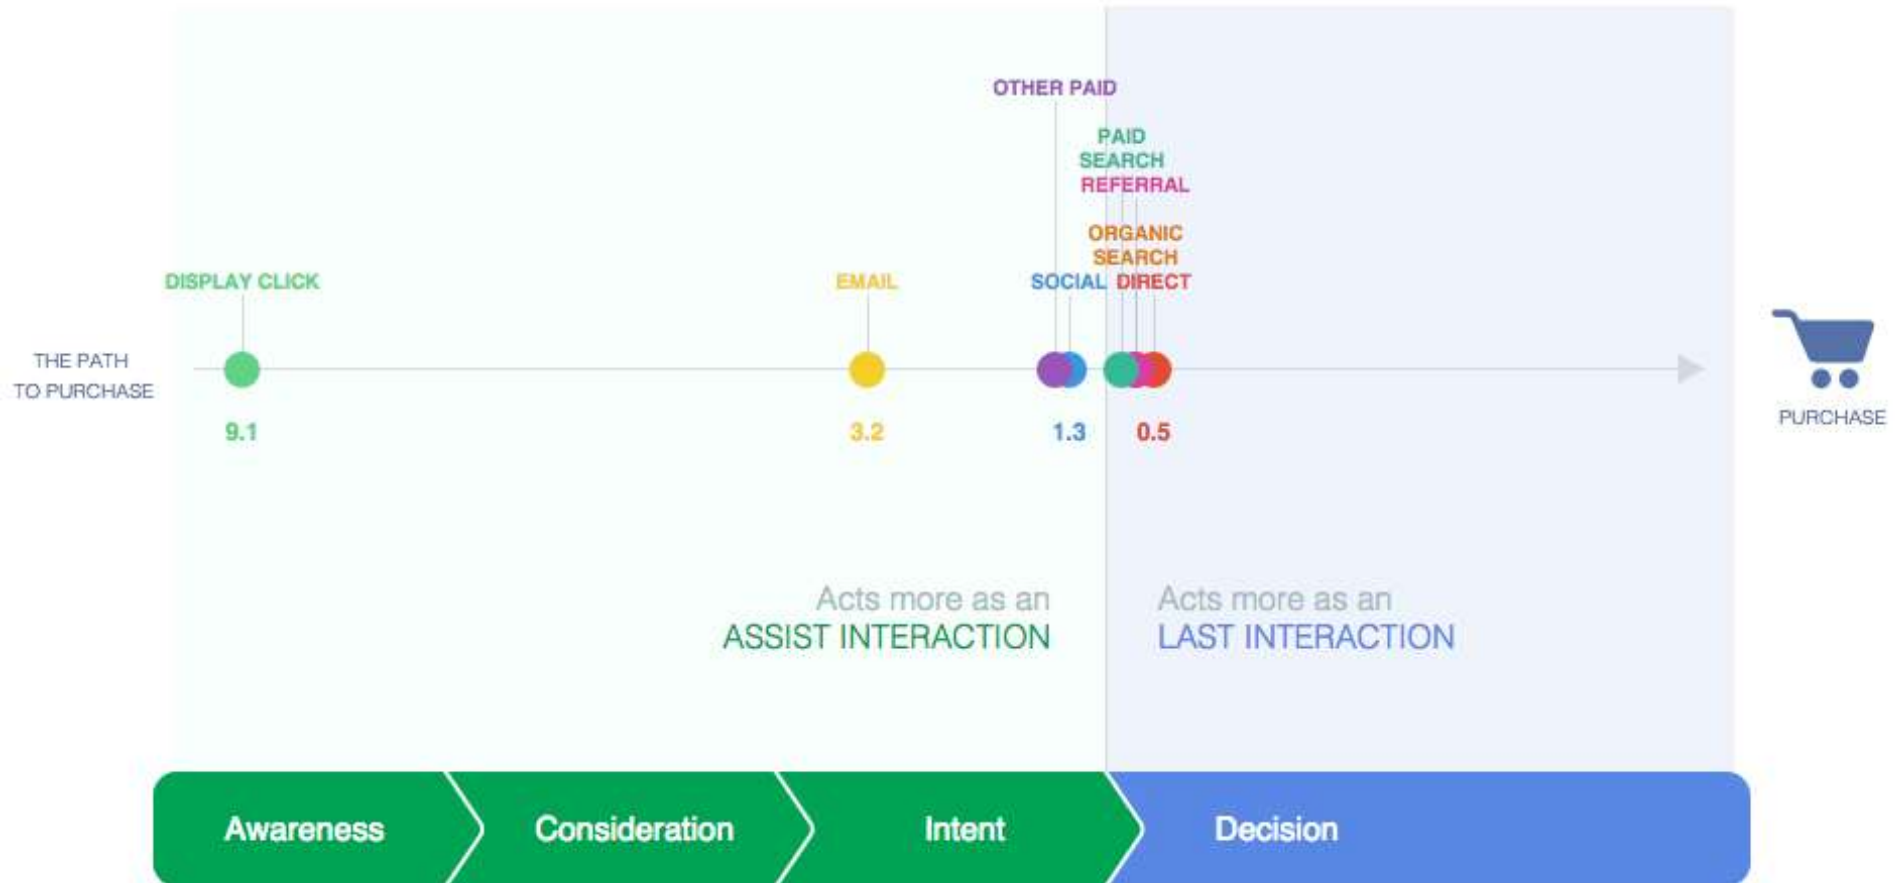 OTHER PAID
PAID
SEARCH
REFERRAL
ORGANIC
SEARCH
DISPLAY CLICK
EMAIL
SOCIAL
DIRECT
THE PATH
TO PURCHASE
9.1
3.2
1.3
0.5
PURCHASE
Acts more as an
ASSIST INTERACTION
Acts more as an
LAST INTERACTION
Awareness
Consideration
Intent
Decision